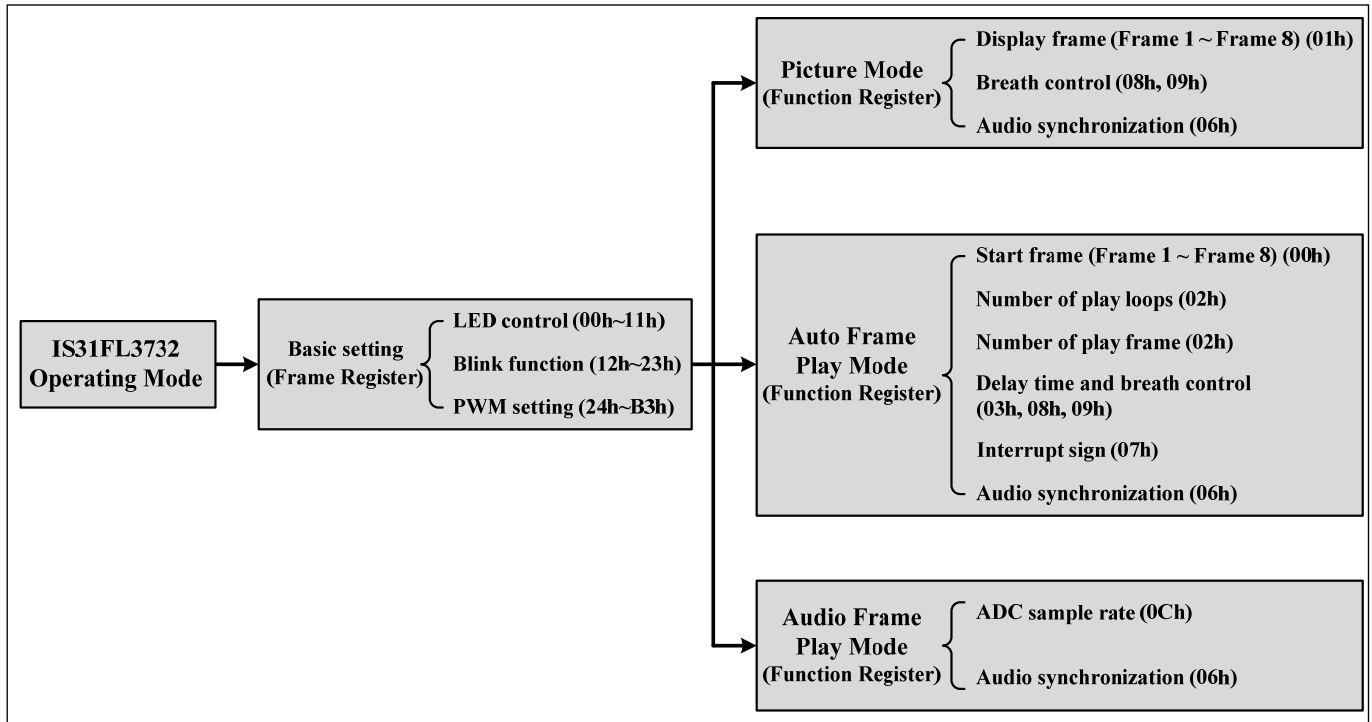 IS31FL3732
Operating Mode
Basic setting
(Frame Register)
LED control (00h~11h)
Blink function (12h~23h)
PWM setting (24h~B3h)
Picture Mode
(Function Register)
Display frame (Frame 1 ~ Frame 8) (01h)
Breath control (08h, 09h)
Audio synchronization (06h)
Auto Frame
Play Mode
(Function Register)
Start frame (Frame 1 ~ Frame 8) (00h)
Number of play loops (02h)
Number of play frame (02h)
Delay time and breath control
(03h, 08h, 09h)
Interrupt sign (07h)
Audio synchronization (06h)
Audio Frame
Play Mode
(Function Register)
ADC sample rate (0Ch)
Audio synchronization (06h)